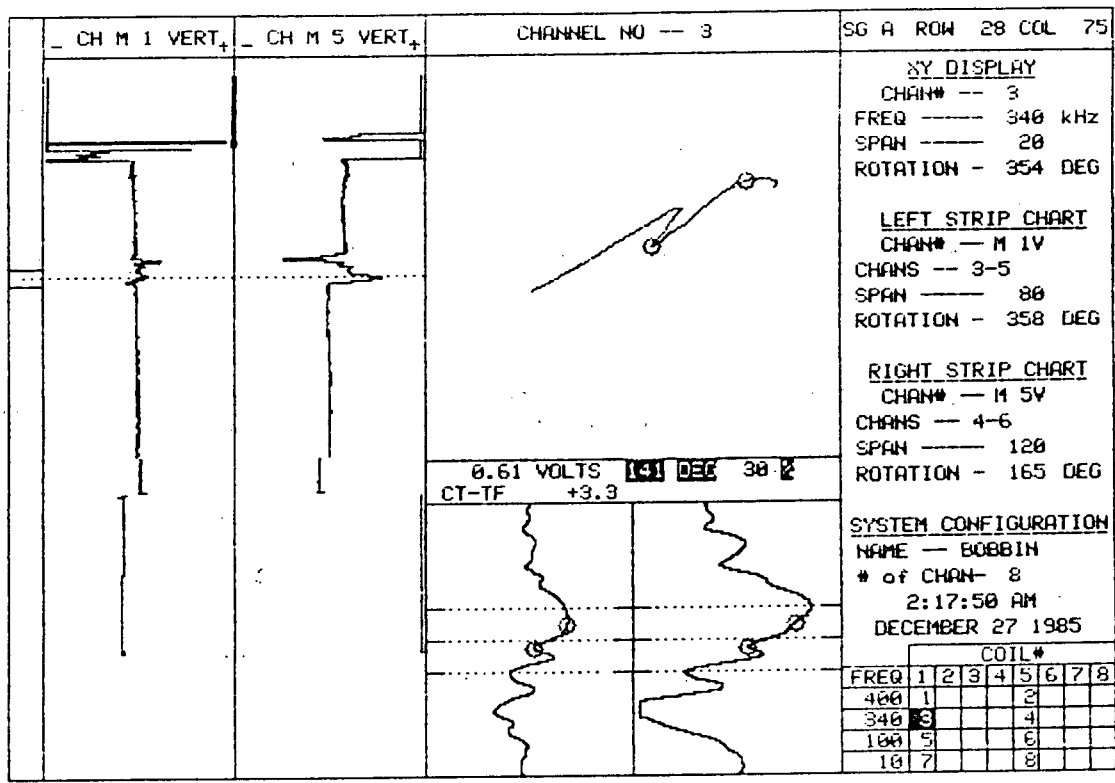 _ CH M 1 VERT+
_ CH M 5 VERT+
CHANNEL NO -- 3
SG A ROW 28 COL 75
XY DISPLAY
CHAN# -- 3
FREQ ----- 340 kHz
SPAN ----- 20
ROTATION - 354 DEG
LEFT STRIP CHART
CHAN# -- M 1V
CHANS -- 3-5
SPAN ----- 80
ROTATION - 358 DEG
RIGHT STRIP CHART
CHAN# -- M 5V
CHANS -- 4-6
SPAN ----- 120
ROTATION - 165 DEG
0.61 VOLTS 141 DEG 30 %
CT-TF +3.3
SYSTEM CONFIGURATION
NAME -- BOBBIN
# of CHAN- 8
2:17:50 AM
DECEMBER 27 1985
COIL#
FREQ 1 2 3 4 5 6 7 8
400 1 2
340 3 4
100 5 6
10 7 8